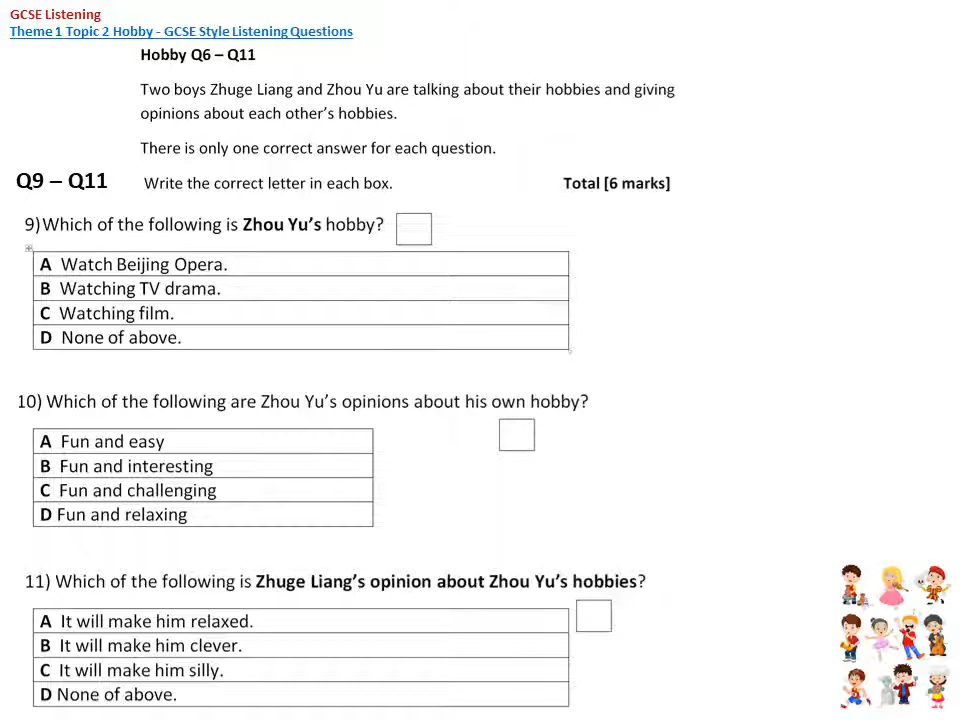 GCSE Listening
Theme 1 Topic 2 Hobby - GCSE Style Listening Questions
Hobby Q6 – Q11
Two boys Zhuge Liang and Zhou Yu are talking about their hobbies and giving
opinions about each other's hobbies.
There is only one correct answer for each question.
Q9 – Q11 Write the correct letter in each box. Total [6 marks]
9) Which of the following is Zhou Yu's hobby?
A Watch Beijing Opera.
B Watching TV drama.
C Watching film.
D None of above.
10) Which of the following are Zhou Yu's opinions about his own hobby?
A Fun and easy
B Fun and interesting
C Fun and challenging
D Fun and relaxing
11) Which of the following is Zhuge Liang's opinion about Zhou Yu's hobbies?
A It will make him relaxed.
B It will make him clever.
C It will make him silly.
D None of above.